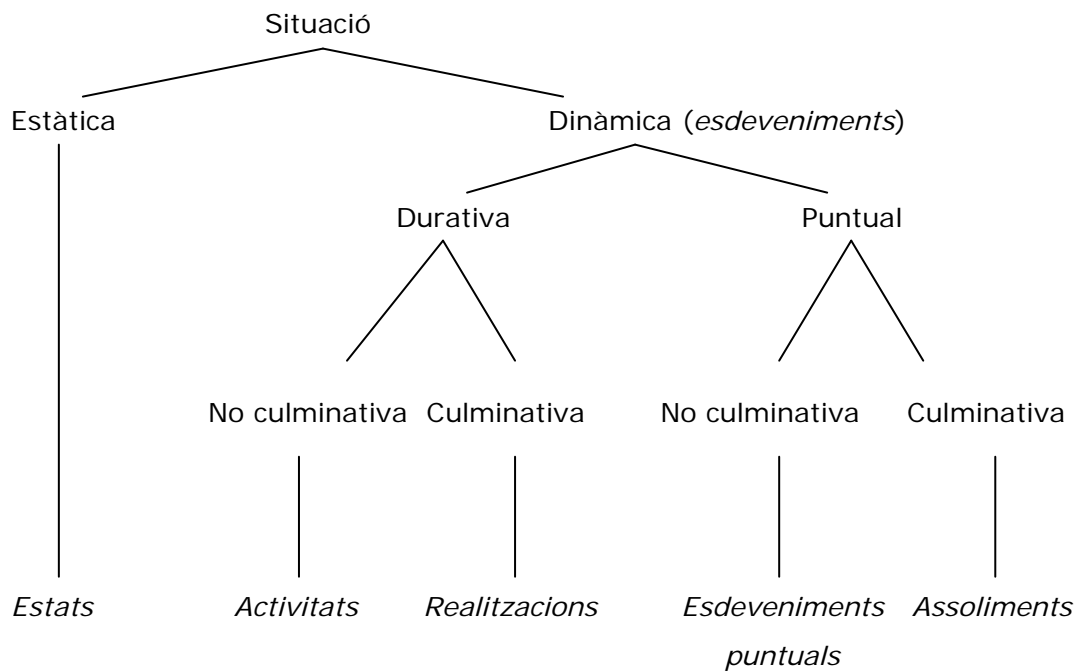 Situació
Estàtica Dinàmica (esdeveniments)
Durativa Puntual
No culminativa Culminativa No culminativa Culminativa
Estats Activitats Realitzacions Esdeveniments Assoliments
puntuals